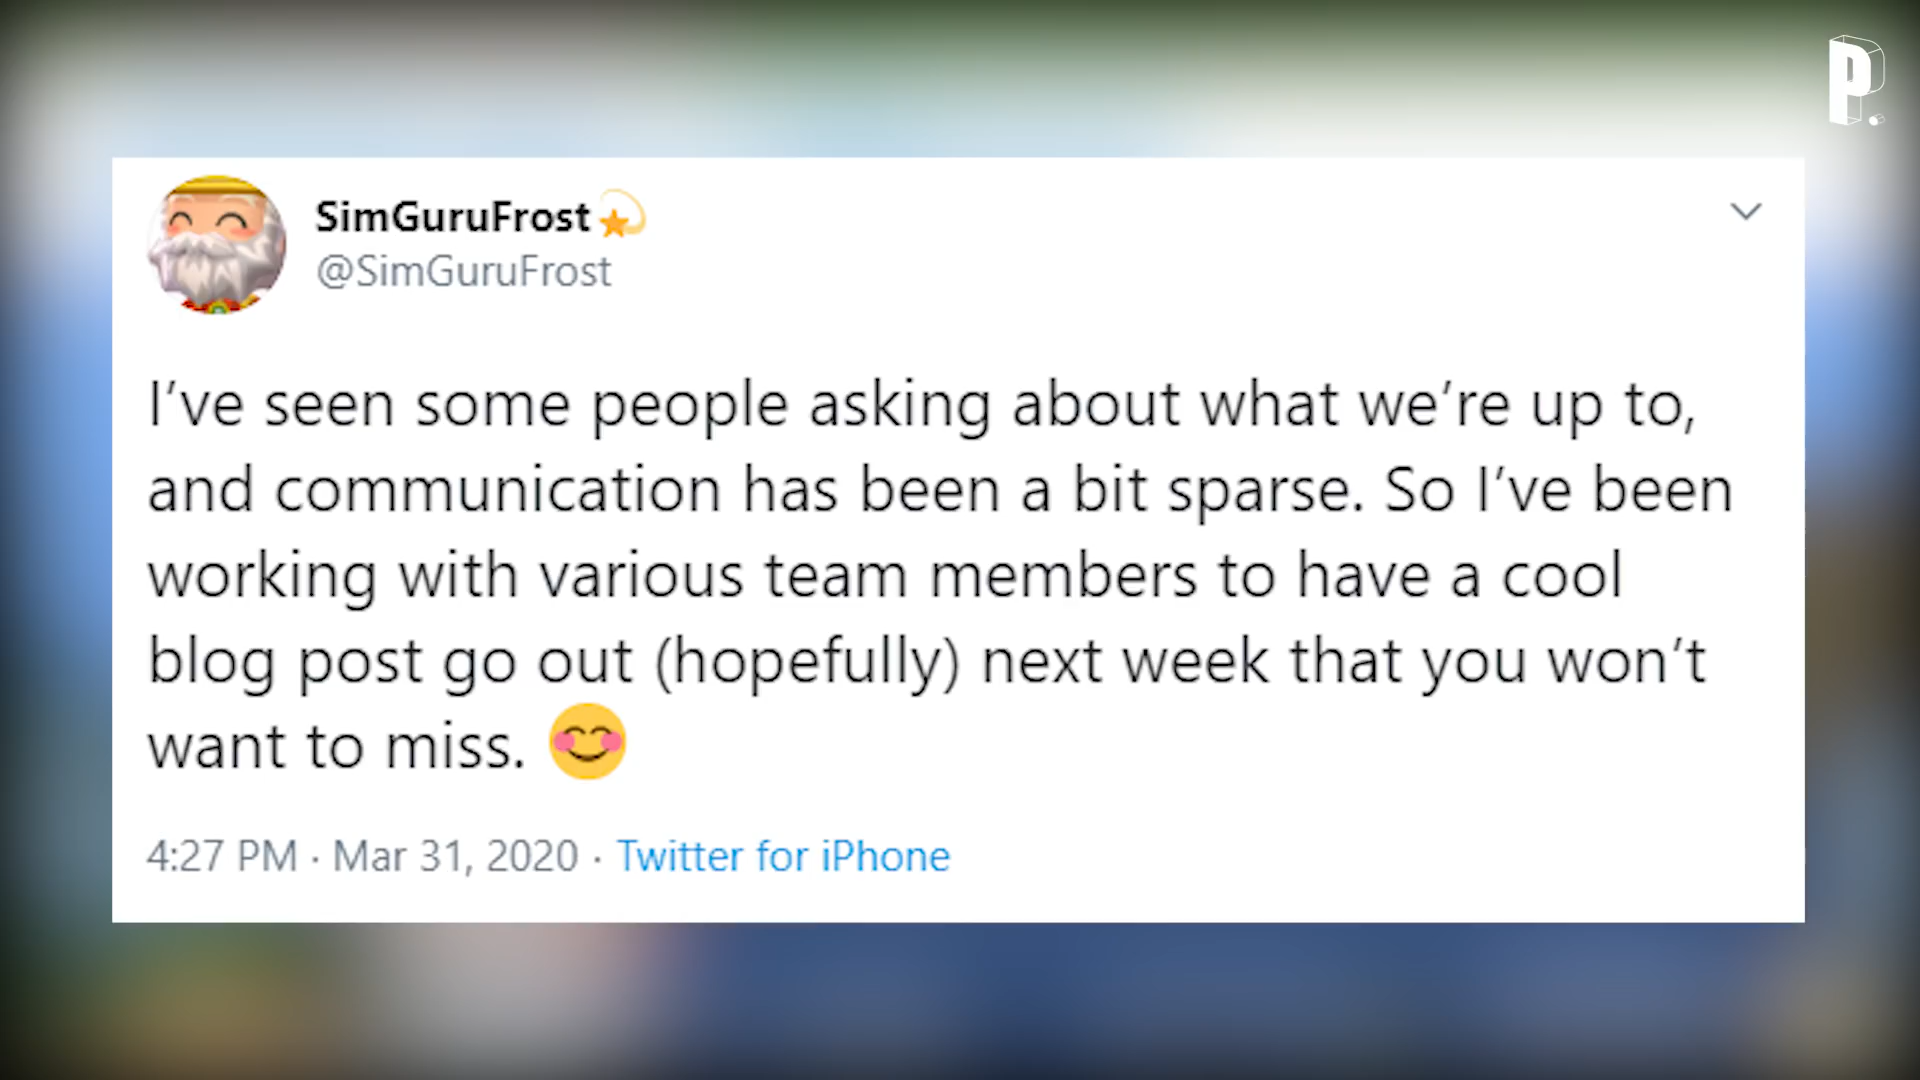 P.
SimGuruFrost💫
@SimGuruFrost
I’ve seen some people asking about what we’re up to,
and communication has been a bit sparse. So I’ve been
working with various team members to have a cool
blog post go out (hopefully) next week that you won’t
want to miss. 😊
4:27 PM · Mar 31, 2020 · Twitter for iPhone